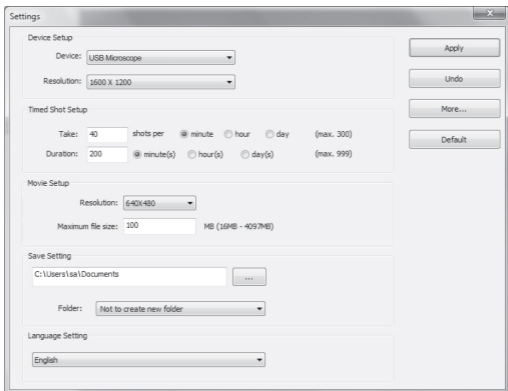 Settings
Device Setup
Device: USB Microscope
Resolution: 1600 X 1200
Timed Shot Setup
Take: 40 shots per minute hour day (max. 300)
Duration: 200 minute(s) hour(s) day(s) (max. 999)
Movie Setup
Resolution: 640X480
Maximum file size: 100 MB (16MB - 4097MB)
Save Setting
C:\Users\sa\Documents ...
Folder: Not to create new folder
Language Setting
English
Apply
Undo
More...
Default